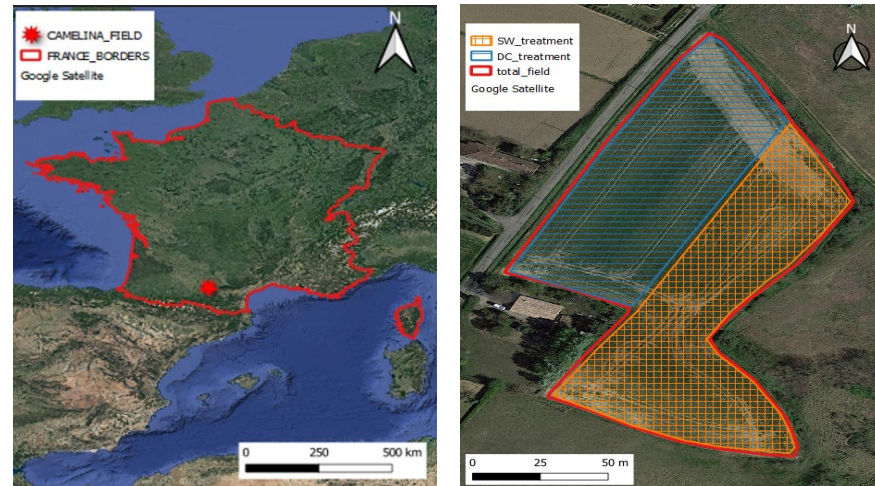 CAMELINA_FIELD
FRANCE_BORDERS
Google Satellite
N
0 250 500 km
SW_treatment
DC_treatment
total_field
Google Satellite
N
0 25 50 m